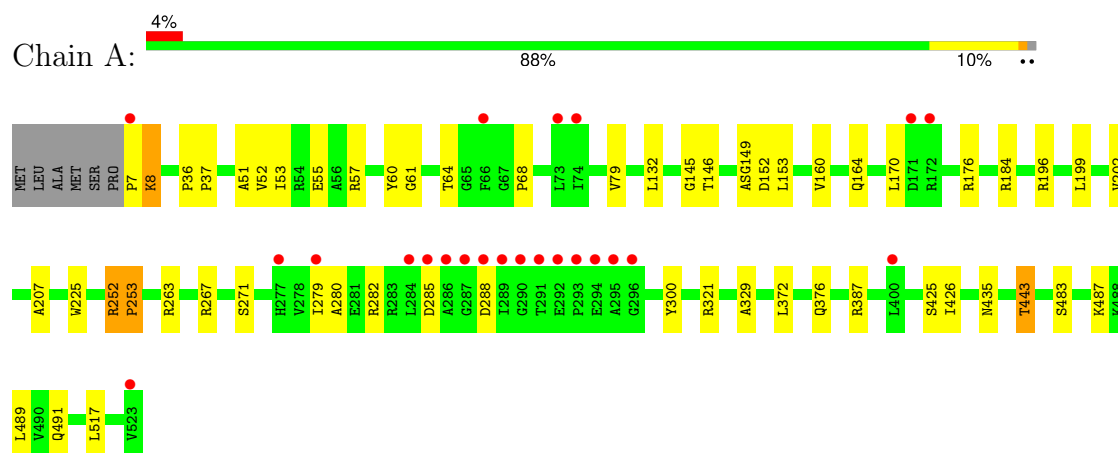 4%
Chain A:
88% 10% ••
MET LEU ALA MET SER PRO P7 K8 P36 P37 A51 V52 I53 R54 E55 A56 R57 Y60 G61 T64 G65 F66 G67 P68 L73 I74 V79 L132 G145 T146 ASG149 D152 L153 V160 Q164 L170 D171 R172 R176 R184 R196 L199
A207 W225 R252 P253 R263 R267 S271 H277 V278 I279 A280 E281 R282 R283 L284 D285 A286 G287 D288 I289 G290 T291 E292 P293 E294 A295 G296 Y300 R321 A329 L372 Q376 R387 L400 S425 I426 N435 T443 S483 K487
L489 V490 Q491 L517 V523